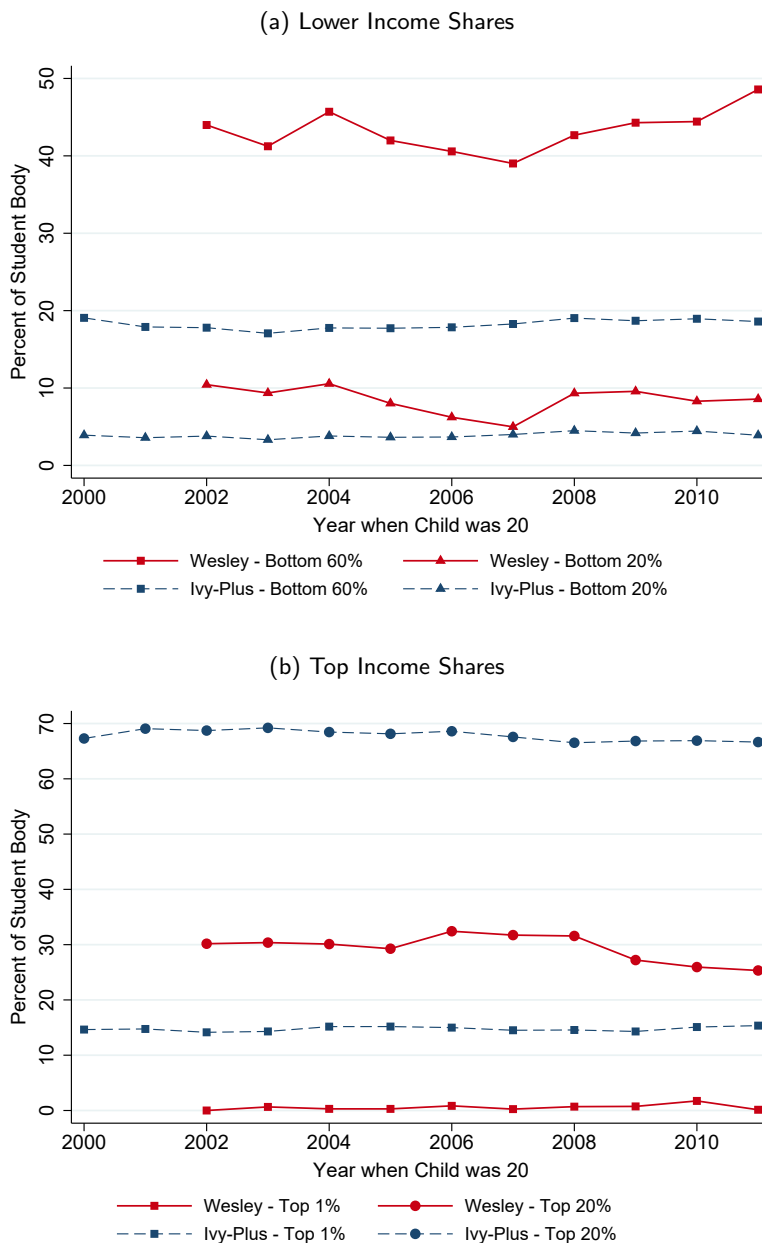 (a) Lower Income Shares
Percent of Student Body
50
40
30
20
10
0
2000 2002 2004 2006 2008 2010
Year when Child was 20
Wesley - Bottom 60% Wesley - Bottom 20%
Ivy-Plus - Bottom 60% Ivy-Plus - Bottom 20%
(b) Top Income Shares
Percent of Student Body
70
60
50
40
30
20
10
0
2000 2002 2004 2006 2008 2010
Year when Child was 20
Wesley - Top 1% Wesley - Top 20%
Ivy-Plus - Top 1% Ivy-Plus - Top 20%